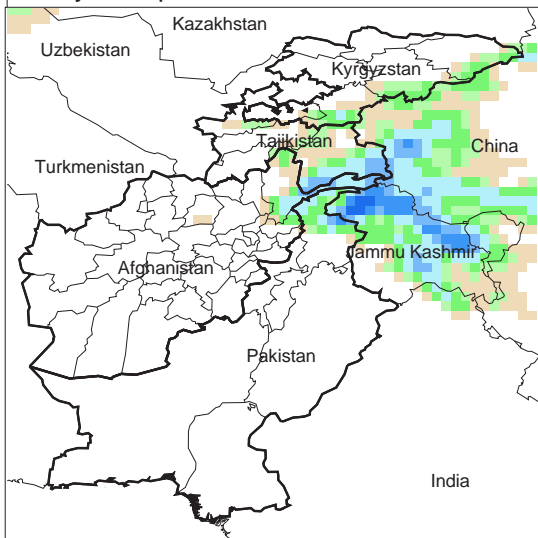 Kazakhstan
Uzbekistan
Kyrgyzstan
Tajikistan
China
Turkmenistan
Jammu Kashmir
Afghanistan
Pakistan
India